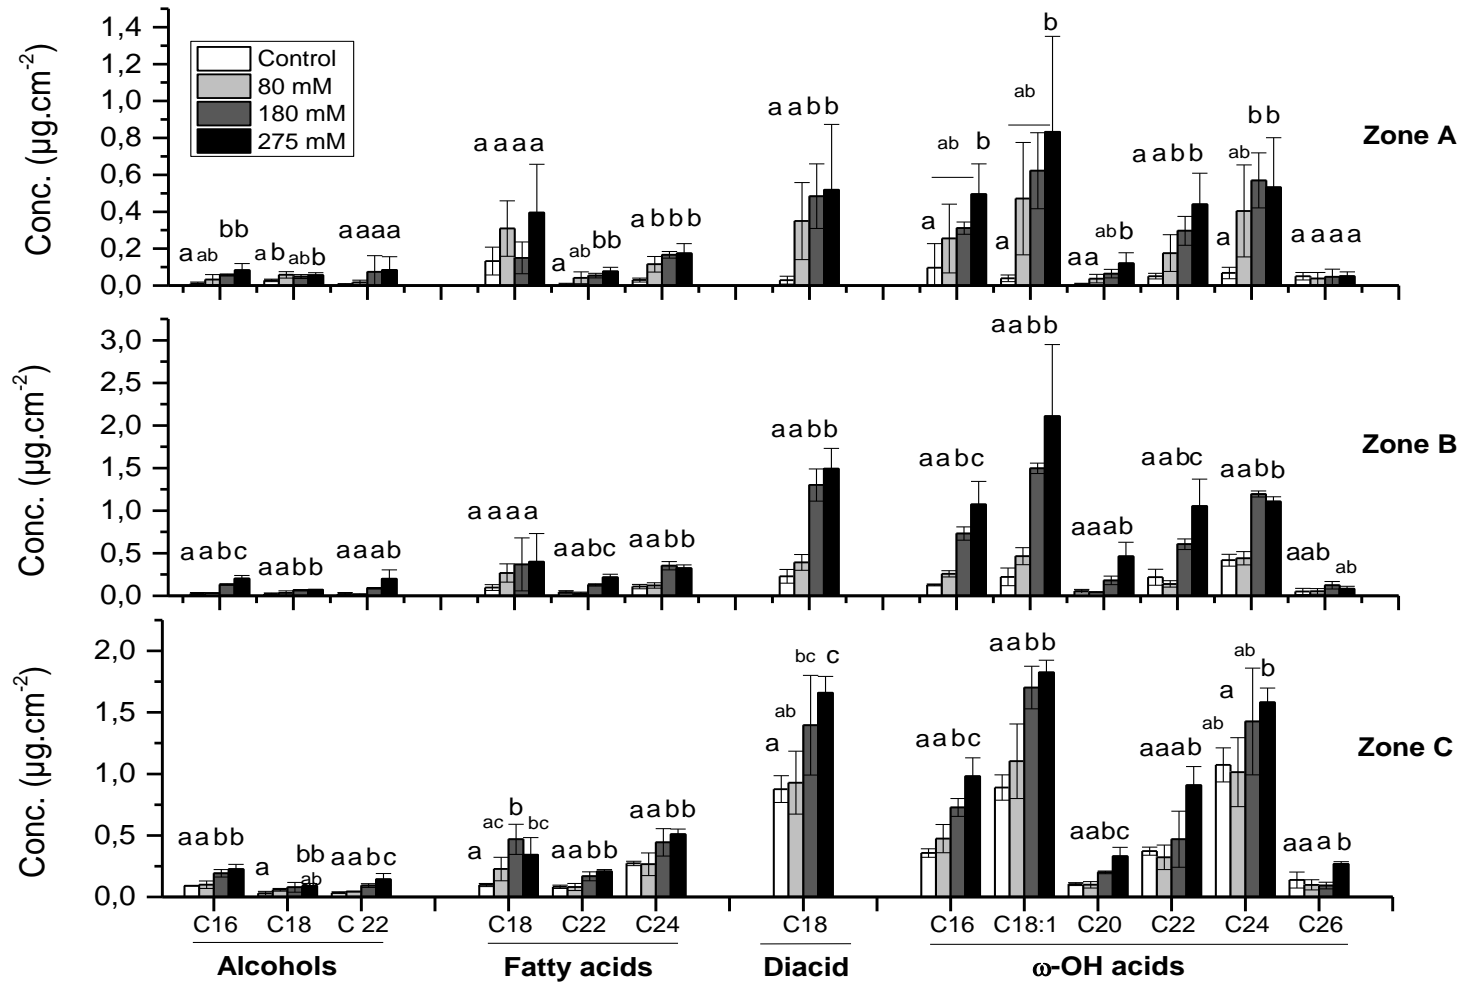 Conc. (µg.cm-2)
1,4
1,2
1,0
0,8
0,6
0,4
0,2
0,0
Control
80 mM
180 mM
275 mM
a ab bb
a b ab b
a a a a
a a a a
a ab bb
a b b b
a a b b
a ab b
a ab b
a a ab b
a a b b
a ab b b
a a a a
Zone A
Conc. (µg.cm-2)
3,0
2,5
2,0
1,5
1,0
0,5
0,0
a a b c
a a b b
a a a b
a a a a
a a b c
a a b b
a a b b
a a b c
a a b b
a a a b
a a b c
a a b b
a a b ab
Zone B
Conc. (µg.cm-2)
2,0
1,5
1,0
0,5
0,0
a a b b
a bb ab
a a b c
a ac b bc
a a b b
a a b b
a ab bc c
a a b c
a a b b
a a b c
a a a b
ab a ab b
a a a b
Zone C
C16 C18 C 22 C18 C22 C24 C18 C16 C18:1 C20 C22 C24 C26
Alcohols Fatty acids Diacid ω-OH acids